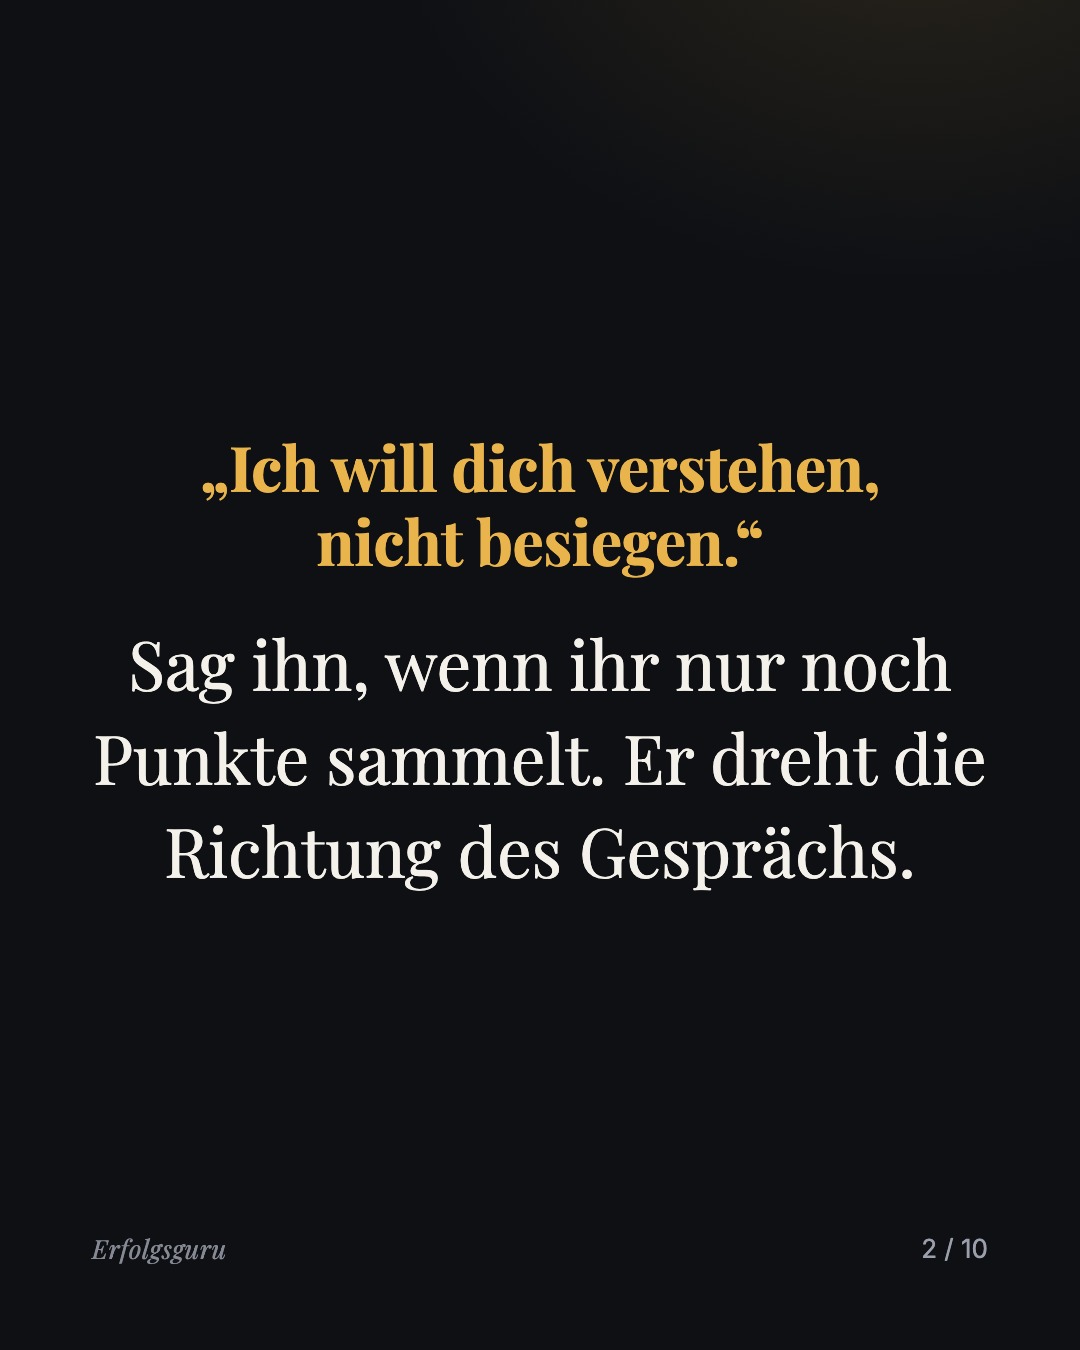 „Ich will dich verstehen,
nicht besiegen.“
Sag ihn, wenn ihr nur noch
Punkte sammelt. Er dreht die
Richtung des Gesprächs.
Erfolgsguru
2 / 10